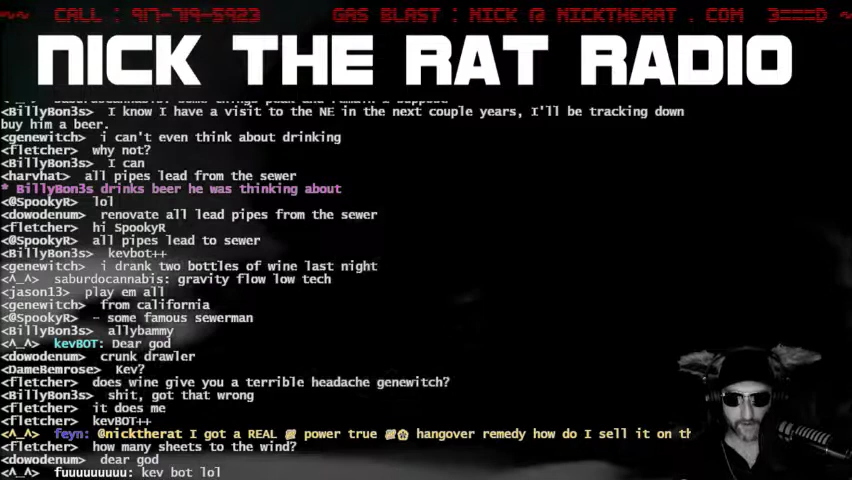 ~~ CALL : 917-719-5923 GAS BLAST : NICK @ NICKTHERAT . COM 3===D ~
NICK THE RAT RADIO
<BillyBon3s> I know I have a visit to the NE in the next couple years, I'll be tracking down
buy him a beer.
<genewitch> i can't even think about drinking
<fletcher> why not?
<BillyBon3s> I can
<harvhat> all pipes lead from the sewer
* BillyBon3s drinks beer he was thinking about
<@SpookyR> lol
<dowodenum> renovate all lead pipes from the sewer
<fletcher> hi SpookyR
<@SpookyR> all pipes lead to sewer
<BillyBon3s> kevbot++
<genewitch> i drank two bottles of wine last night
<^_^> saburdocannabis: gravity flow low tech
<jason13> play em all
<genewitch> from california
<@SpookyR> - some famous sewerman
<BillyBon3s> allybammy
<^_^> kevBOT: Dear god
<dowodenum> crunk drawler
<DameBemrose> Kev?
<fletcher> does wine give you a terrible headache genewitch?
<BillyBon3s> shit, got that wrong
<fletcher> it does me
<fletcher> kevBOT++
<^_^> feyn: @nicktherat I got a REAL power true hangover remedy how do I sell it on th
<fletcher> how many sheets to the wind?
<dowodenum> dear god
<^_^> fuuuuuuuuu: kev bot lol